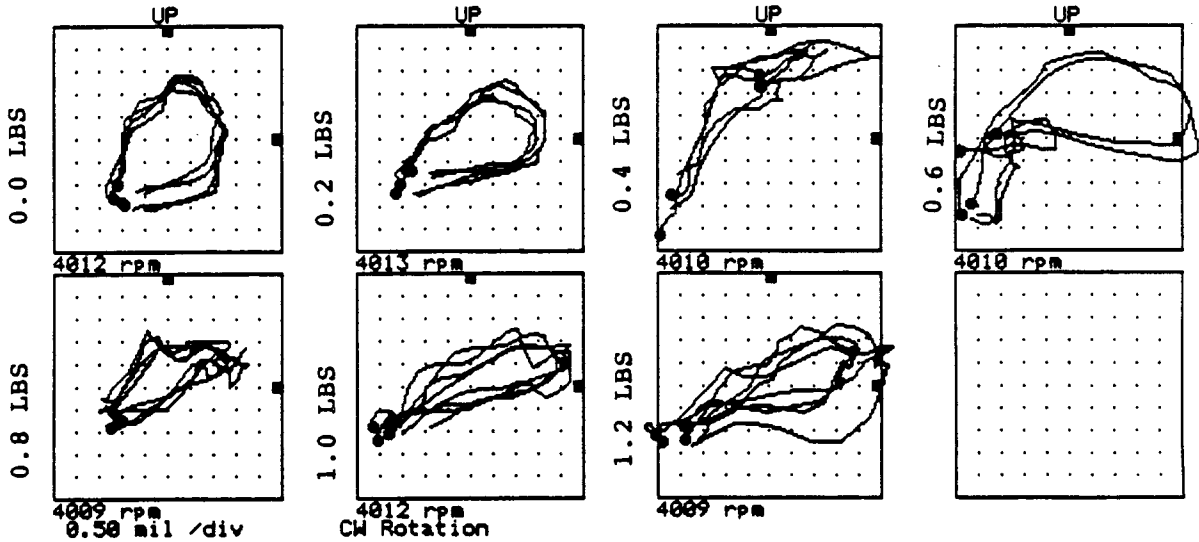 UP UP UP UP
0.0 LBS 0.2 LBS 0.4 LBS 0.6 LBS
4012 rpm 4013 rpm 4010 rpm 4010 rpm
0.8 LBS 1.0 LBS 1.2 LBS
4009 rpm 4012 rpm 4009 rpm
0.50 mil /div CW Rotation